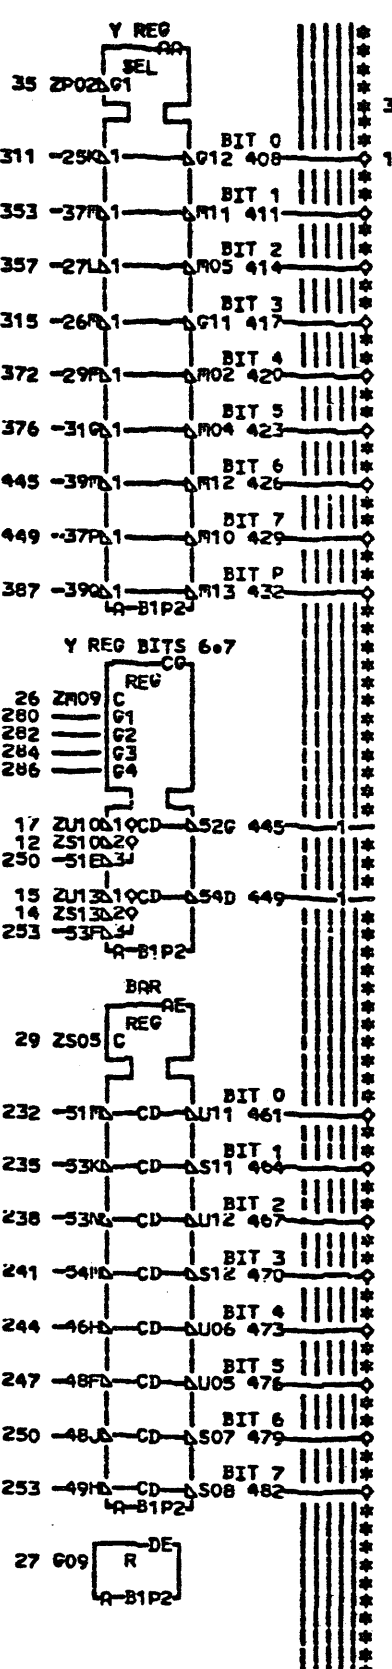 Y REG
AA
SEL
35 ZP02 G1
3
BIT 0
311 -25K 1 G12 408 1
BIT 1
353 -37M 1 M11 411
BIT 2
357 -27L 1 M05 414
BIT 3
315 -26M 1 G11 417
BIT 4
372 -29P 1 M02 420
BIT 5
376 -31G 1 M04 423
BIT 6
445 -39M 1 M12 426
BIT 7
449 -37P 1 M10 429
BIT P
387 -39Q 1 M13 432
A-B1P2
Y REG BITS 6.7
CG
REG
26 ZM09 C
280 G1
282 G2
284 G3
286 G4
17 ZU10 1 CD 52G 445 1
12 ZS10 2
250 -51E 3
15 ZU13 1 CD 54D 449 1
14 ZS13 2
253 -53F 3
A-B1P2
BAR
AE
REG
29 ZS05 C
BIT 0
232 -51M CD U11 461
BIT 1
235 -53K CD S11 464
BIT 2
238 -53N CD U12 467
BIT 3
241 CD S12 470
BIT 4
244 -46H CD U06 473
BIT 5
247 -48F CD U05 476
BIT 6
250 -48J CD S07 479
BIT 7
253 -49H CD S08 482
A-B1P2
DE
27 G09 R
A-B1P2